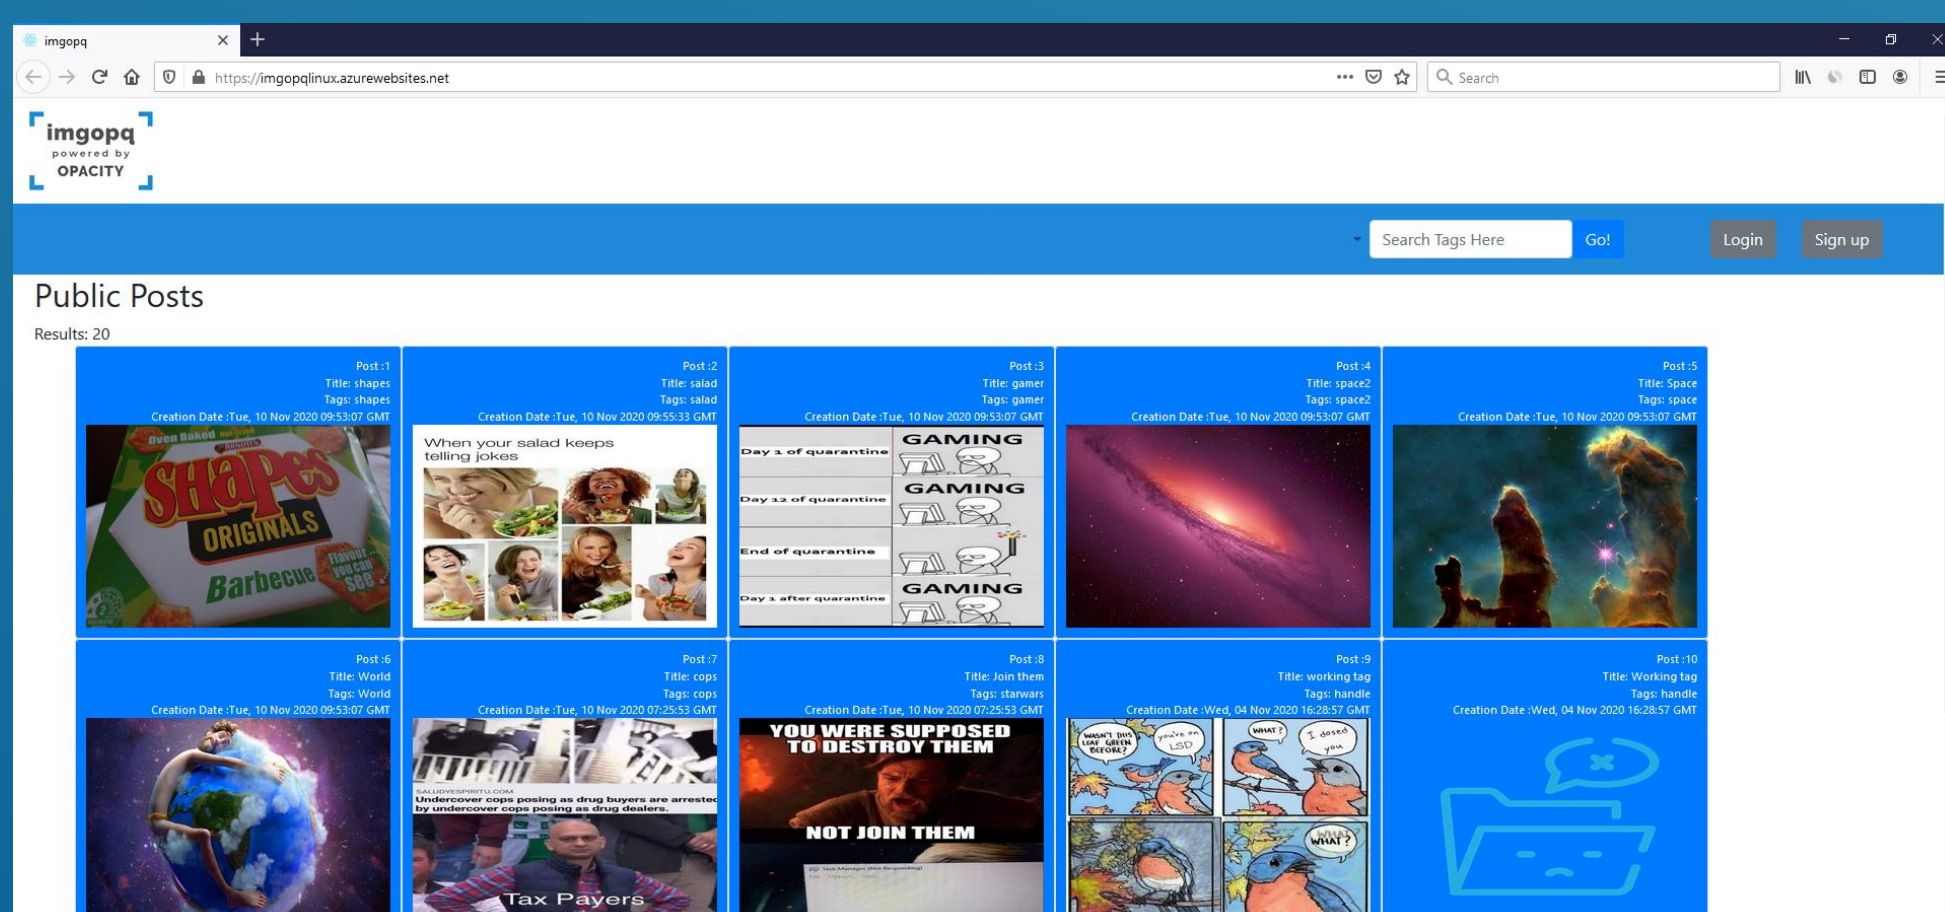 imgopq
https://imgopqlinux.azurewebsites.net
Search
imgopq
powered by
OPACITY
Search Tags Here
Go!
Login
Sign up
Public Posts
Results: 20
Post :1
Title: shapes
Tags: shapes
Creation Date :Tue, 10 Nov 2020 09:53:07 GMT
Oven Baked
ARNOTT'S
SHAPES
ORIGINALS
Barbecue
Flavour
you can
see
Post :2
Title: salad
Tags: salad
Creation Date :Tue, 10 Nov 2020 09:55:33 GMT
When your salad keeps
telling jokes
Post :3
Title: gamer
Tags: gamer
Creation Date :Tue, 10 Nov 2020 09:53:07 GMT
Day 1 of quarantine
GAMING
Day 12 of quarantine
GAMING
End of quarantine
Day 1 after quarantine
GAMING
Post :4
Title: space2
Tags: space2
Creation Date :Tue, 10 Nov 2020 09:53:07 GMT
Post :5
Title: Space
Tags: space
Creation Date :Tue, 10 Nov 2020 09:53:07 GMT
Post :6
Title: World
Tags: World
Creation Date :Tue, 10 Nov 2020 09:53:07 GMT
Post :7
Title: cops
Tags: cops
Creation Date :Tue, 10 Nov 2020 07:25:53 GMT
SALUDYESPIRITU.COM
Undercover cops posing as drug buyers are arrested
by undercover cops posing as drug dealers.
Tax Payers
Post :8
Title: Join them
Tags: starwars
Creation Date :Tue, 10 Nov 2020 07:25:53 GMT
YOU WERE SUPPOSED
TO DESTROY THEM
NOT JOIN THEM
Task Manager (Not Responding)
Post :9
Title: working tag
Tags: handle
Creation Date :Wed, 04 Nov 2020 16:28:57 GMT
WASN'T THIS
LEAF GREEN
BEFORE?
you're on
LSD
WHAT?
I dosed
you
WHAT?
Post :10
Title: Working tag
Tags: handle
Creation Date :Wed, 04 Nov 2020 16:28:57 GMT